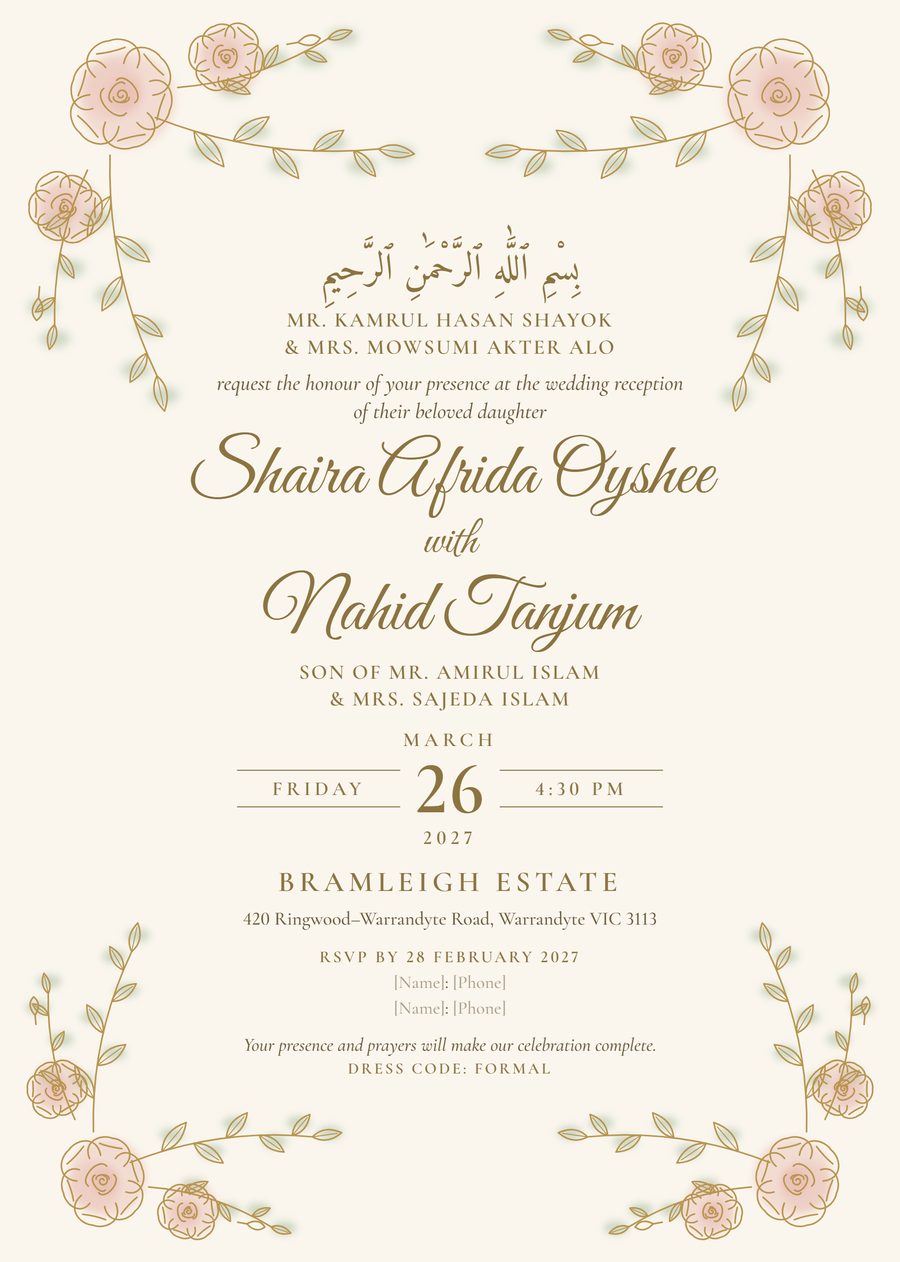 بِسْمِ ٱللَّٰهِ ٱلرَّحْمَٰنِ ٱلرَّحِيمِ
MR. KAMRUL HASAN SHAYOK
& MRS. MOWSUMI AKTER ALO
request the honour of your presence at the wedding reception
of their beloved daughter
Shaira Afrida Oyshee
with
Nahid Tanjum
SON OF MR. AMIRUL ISLAM
& MRS. SAJEDA ISLAM
MARCH
FRIDAY 26 4:30 PM
2027
BRAMLEIGH ESTATE
420 Ringwood–Warrandyte Road, Warrandyte VIC 3113
RSVP BY 28 FEBRUARY 2027
[Name]: [Phone]
[Name]: [Phone]
Your presence and prayers will make our celebration complete.
DRESS CODE: FORMAL